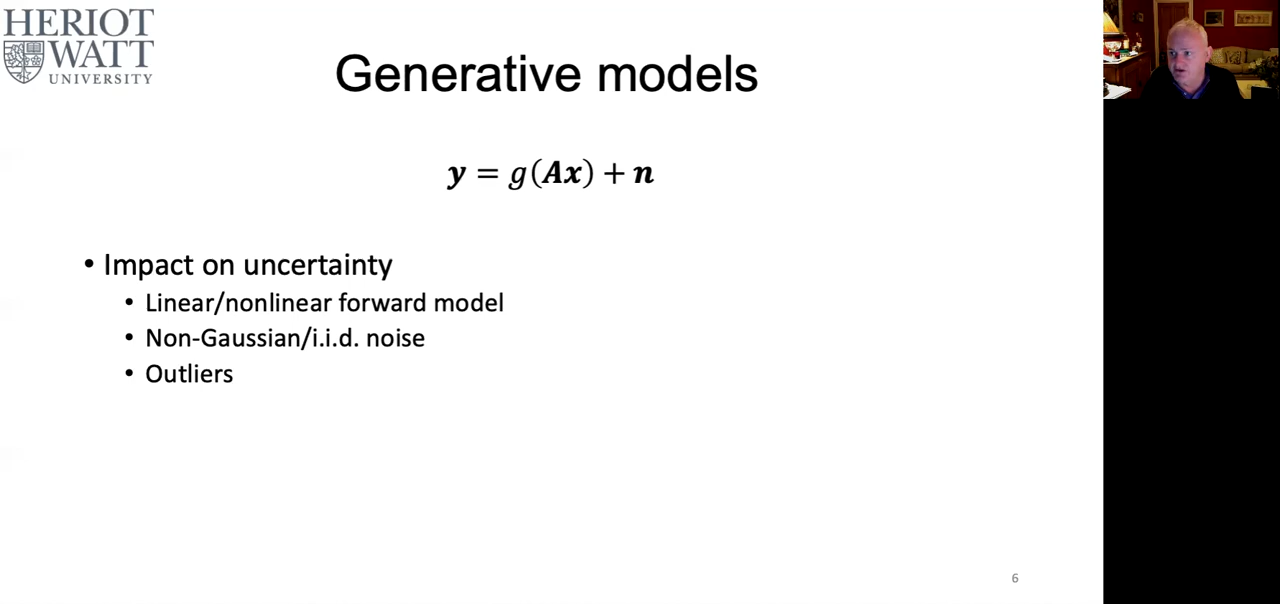 HERIOT
WATT
UNIVERSITY
Generative models
y = g(Ax) + n
• Impact on uncertainty
• Linear/nonlinear forward model
• Non-Gaussian/i.i.d. noise
• Outliers
6